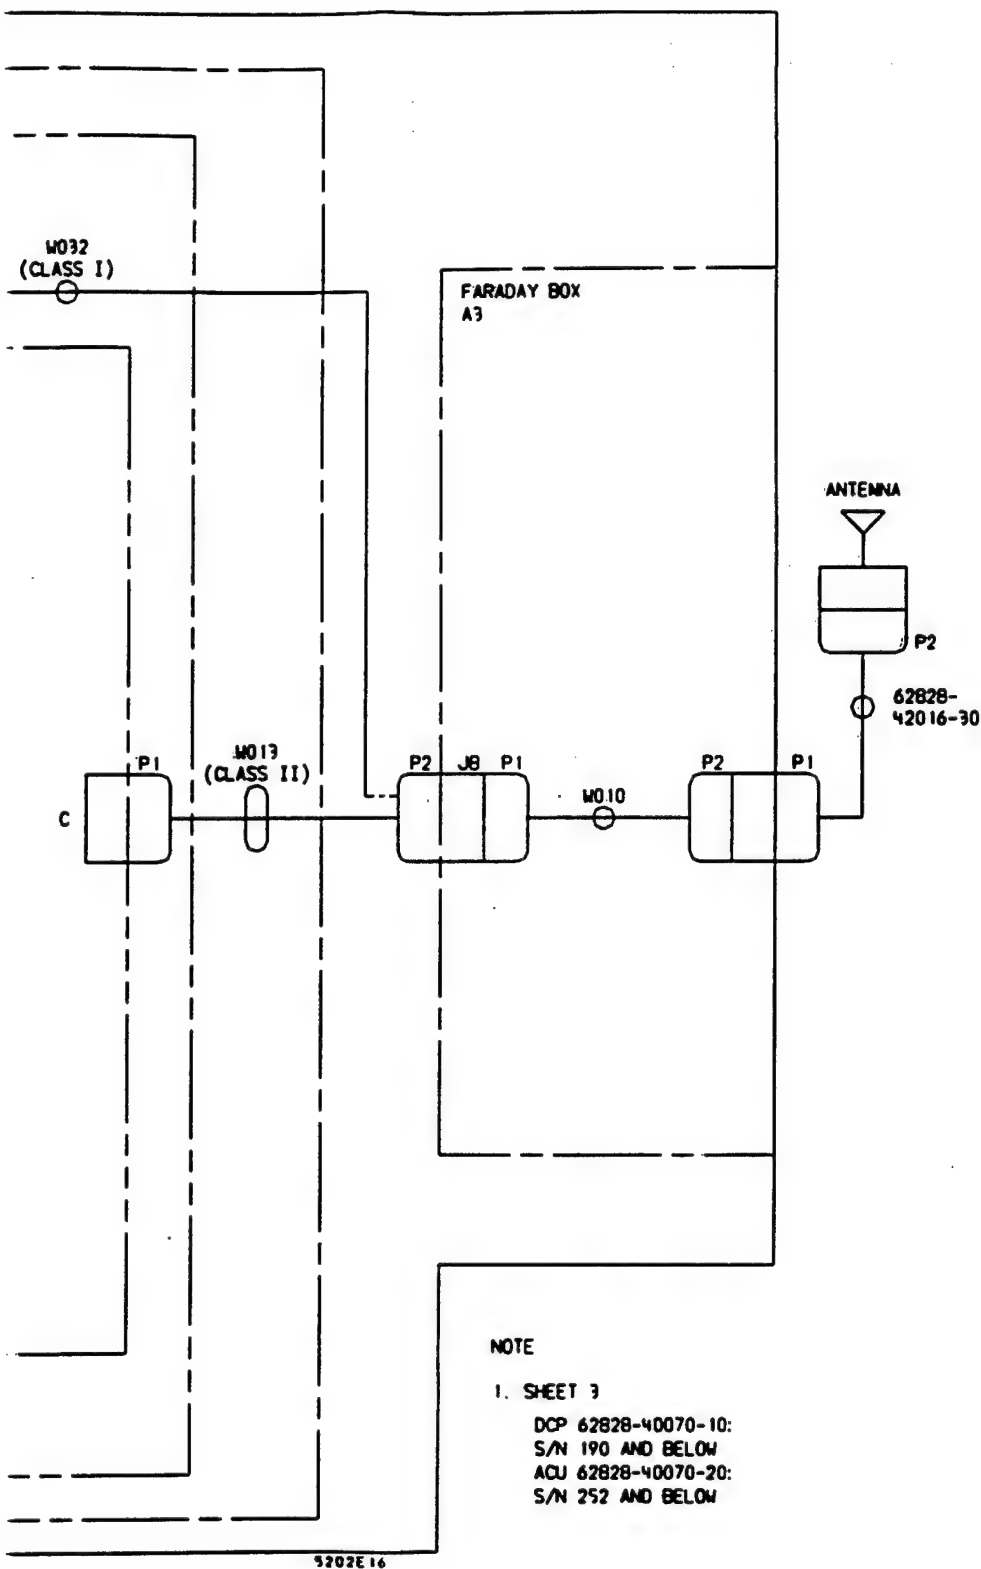 W032
(CLASS I)
FARADAY BOX
A3
ANTENNA
P2
62828-
42016-30
P1
W013
(CLASS II)
P2 J8 P1
W010
P2
P1
C
NOTE
1. SHEET 3
DCP 62828-40070-10:
S/N 190 AND BELOW
ACU 62828-40070-20:
S/N 252 AND BELOW
5202E16